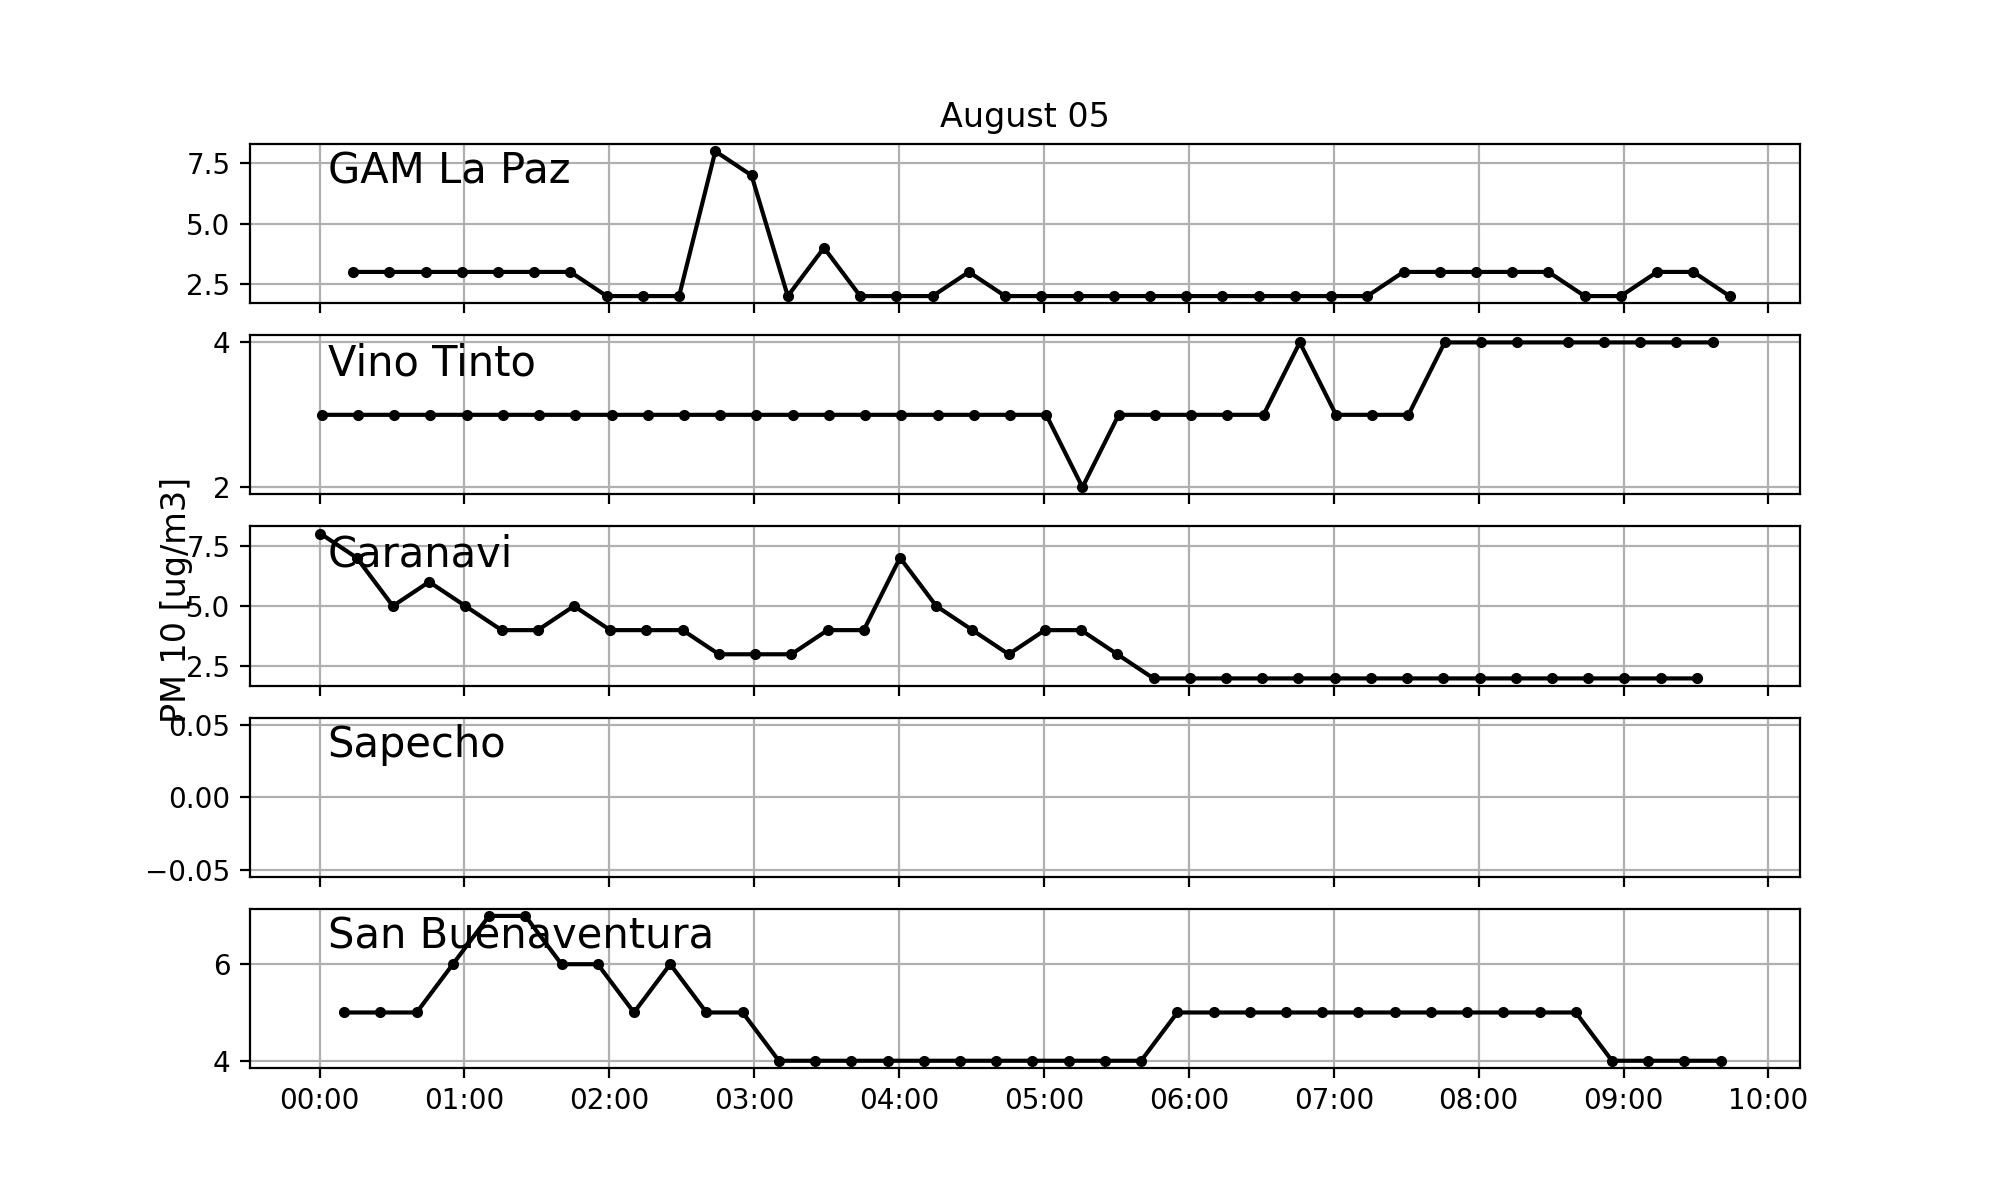 August 05
7.5
5.0
2.5
GAM La Paz
4
2
Vino Tinto
PM 10 [ug/m3]
7.5
5.0
2.5
Caranavi
0.05
0.00
−0.05
Sapecho
6
4
San Buenaventura
00:00 01:00 02:00 03:00 04:00 05:00 06:00 07:00 08:00 09:00 10:00